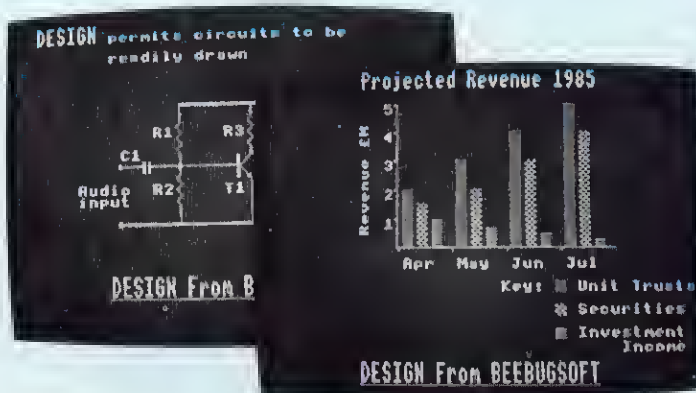 DESIGN permits circuits to be
readily drawn
R1
R3
C1
Audio
input
R2
T1
DESIGN From B
Projected Revenue 1985
Revenue £M
5
4
3
2
1
Apr May Jun Jul
Key: Unit Trusts
Securities
Investment
Income
DESIGN From BEEBUGSOFT